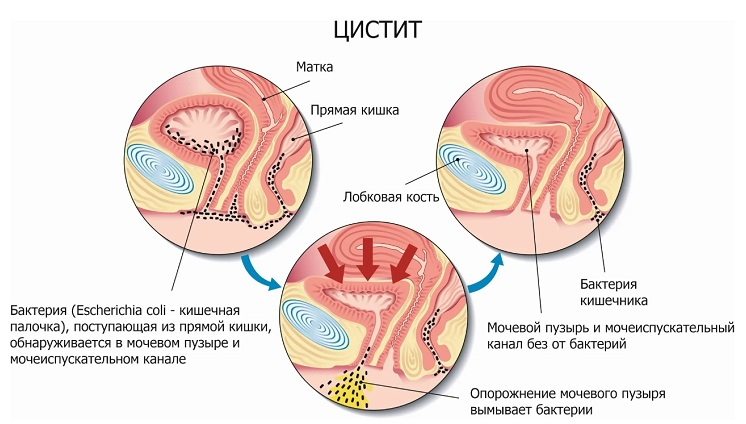 ЦИСТИТ
Матка
Прямая кишка
Лобковая кость
Бактерия (Escherichia coli - кишечная
палочка), поступающая из прямой кишки,
обнаруживается в мочевом пузыре и
мочеиспускательном канале
Бактерия
кишечника
Мочевой пузырь и мочеиспускательный
канал без от бактерий
Опорожнение мочевого пузыря
вымывает бактерии